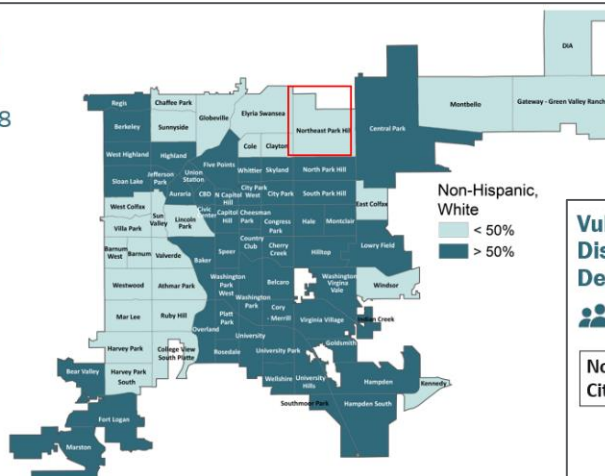 8
DIA
Montbello
Gateway - Green Valley Ranch
Regis
Chaffee Park
Globeville
Elyria Swansea
Northeast Park Hill
Central Park
Berkeley
Sunnyside
Cole
Clayton
West Highland
Highland
Five Points
Whittier
Skyland
North Park Hill
Sloan Lake
Jefferson
Park
Union
Station
Auraria
CBD
N Capitol
Hill
City Park
West
City Park
South Park Hill
West Colfax
Sun
Valley
Lincoln
Park
Civic
Center
Capitol
Hill
Cheesman
Park
Congress
Park
Hale
Montclair
East Colfax
Villa Park
Barnum
West
Barnum
Valverde
Baker
Speer
Country
Club
Cherry
Creek
Hilltop
Lowry Field
Westwood
Athmar Park
Washington
Park
West
Washington
Park
Belcaro
Washington
Virgina
Vale
Windsor
Mar Lee
Ruby Hill
Overland
Platt
Park
Cory
- Merrill
Virginia Village
Indian Creek
University
Goldsmith
Harvey Park
College View
South Platte
Rosedale
University Park
Bear Valley
Harvey Park
South
Wellshire
University
Hills
Hampden
Kennedy
Southmoor Park
Hampden South
Fort Logan
Marston
Non-Hispanic,
White
< 50%
> 50%
Vul
Dis
De
No
Cit